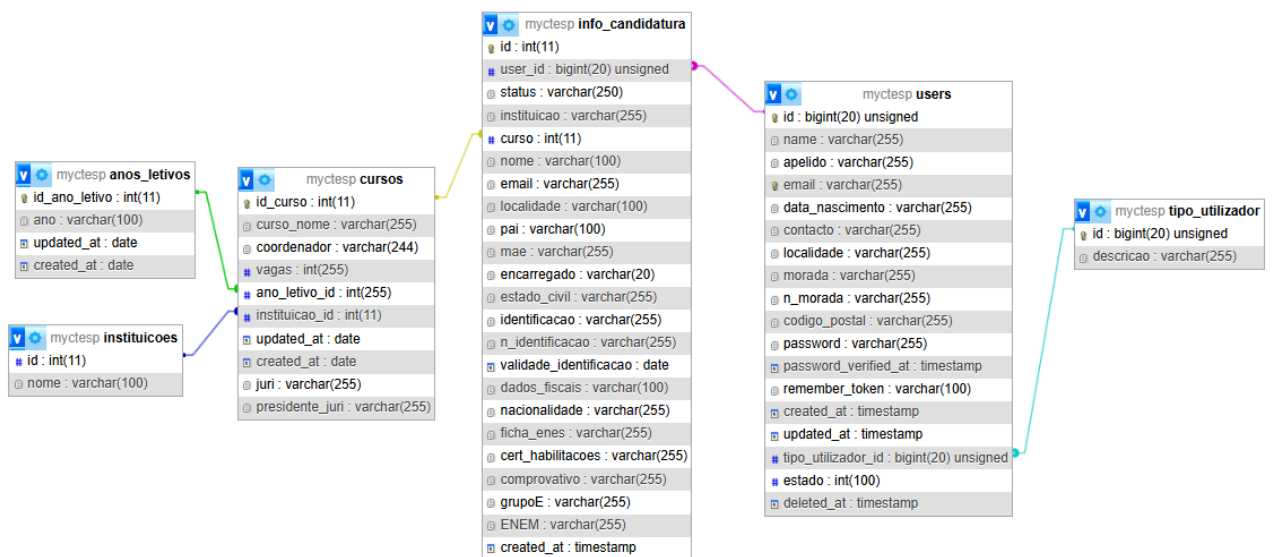 myctesp anos_letivos
id_ano_letivo : int(11)
ano : varchar(100)
updated_at : date
created_at : date
myctesp instituicoes
id : int(11)
nome : varchar(100)
myctesp cursos
id_curso : int(11)
curso_nome : varchar(255)
coordenador : varchar(244)
vagas : int(255)
ano_letivo_id : int(255)
instituicao_id : int(11)
updated_at : date
created_at : date
juri : varchar(255)
presidente_juri : varchar(255)
myctesp info_candidatura
id : int(11)
user_id : bigint(20) unsigned
status : varchar(250)
instituicao : varchar(255)
curso : int(11)
nome : varchar(100)
email : varchar(255)
localidade : varchar(100)
pai : varchar(100)
mae : varchar(255)
encarregado : varchar(20)
estado_civil : varchar(255)
identificacao : varchar(255)
n_identificacao : varchar(255)
validade_identificacao : date
dados_fiscais : varchar(100)
nacionalidade : varchar(255)
ficha_enes : varchar(255)
cert_habilitacoes : varchar(255)
comprovativo : varchar(255)
grupoE : varchar(255)
ENEM : varchar(255)
created_at : timestamp
myctesp users
id : bigint(20) unsigned
name : varchar(255)
apelido : varchar(255)
email : varchar(255)
data_nascimento : varchar(255)
contacto : varchar(255)
localidade : varchar(255)
morada : varchar(255)
n_morada : varchar(255)
codigo_postal : varchar(255)
password : varchar(255)
password_verified_at : timestamp
remember_token : varchar(100)
created_at : timestamp
updated_at : timestamp
tipo_utilizador_id : bigint(20) unsigned
estado : int(100)
deleted_at : timestamp
myctesp tipo_utilizador
id : bigint(20) unsigned
descricao : varchar(255)